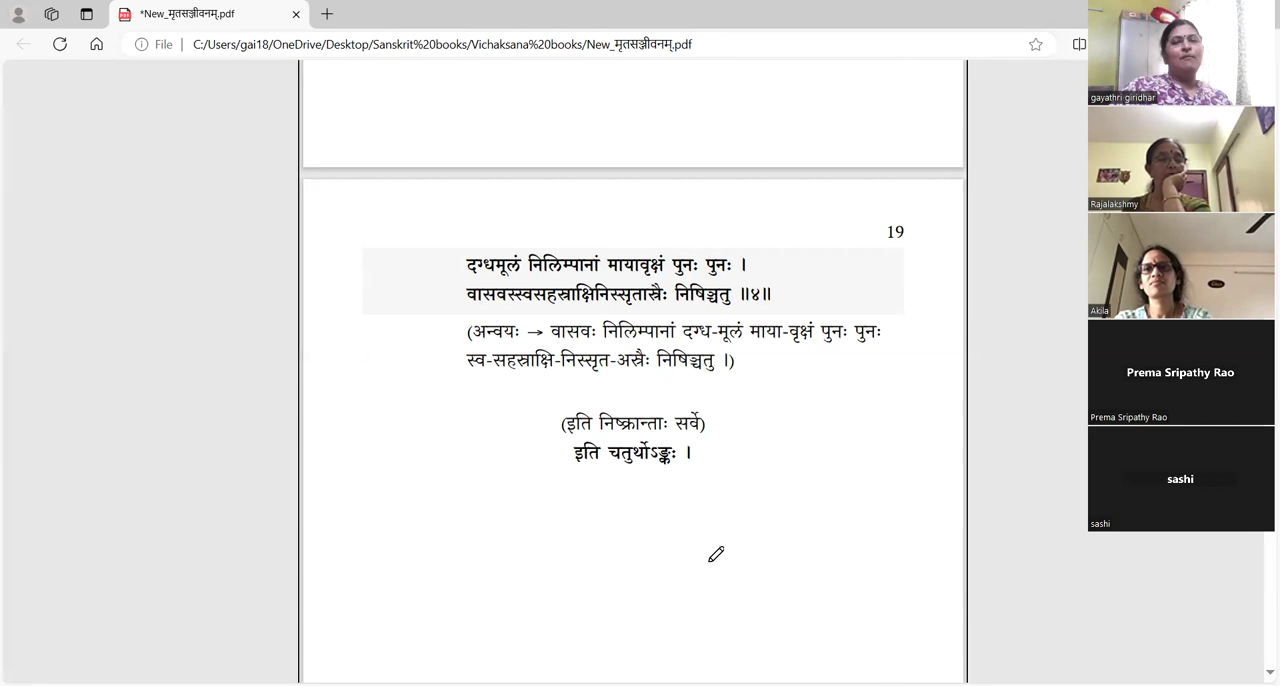 *New_मृतसञ्जीवनम्.pdf
File
C:/Users/gai18/OneDrive/Desktop/Sanskrit%20books/Vichaksana%20books/New_मृतसञ्जीवनम्.pdf
19
दग्धमूलं निलिम्पानां मायावृक्षं पुनः पुनः ।
वासवस्स्वसहस्राक्षिनिस्सृतास्रैः निषिञ्चतु ॥४॥
(अन्वयः → वासवः निलिम्पानां दग्ध-मूलं माया-वृक्षं पुनः पुनः
स्व-सहस्राक्षि-निस्सृत-अस्रैः निषिञ्चतु ।)
(इति निष्क्रान्ताः सर्वे)
इति चतुर्थोऽङ्कः ।
gayathri giridhar
Rajalakshmy
Akila
Prema Sripathy Rao
Prema Sripathy Rao
sashi
sashi